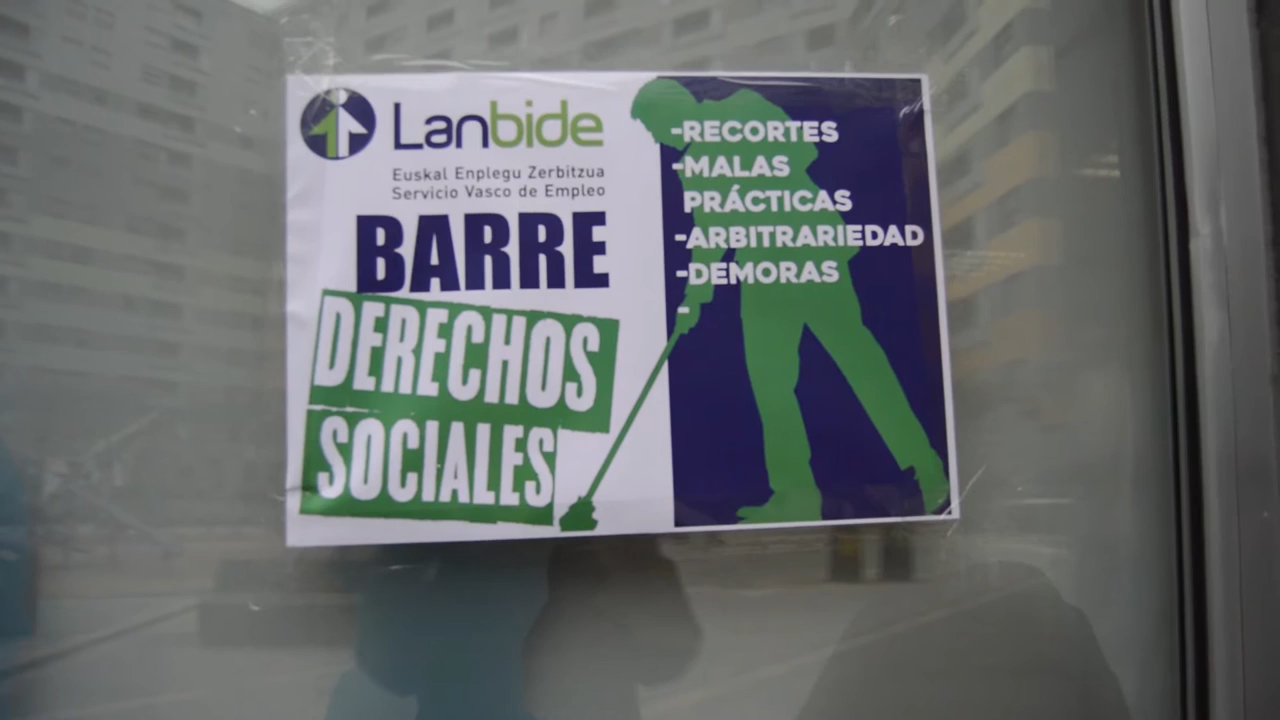 Lanbide
Euskal Enplegu Zerbitzua
Servicio Vasco de Empleo
BARRE
DERECHOS
SOCIALES
-RECORTES
-MALAS
PRÁCTICAS
-ARBITRARIEDAD
-DEMORAS
-